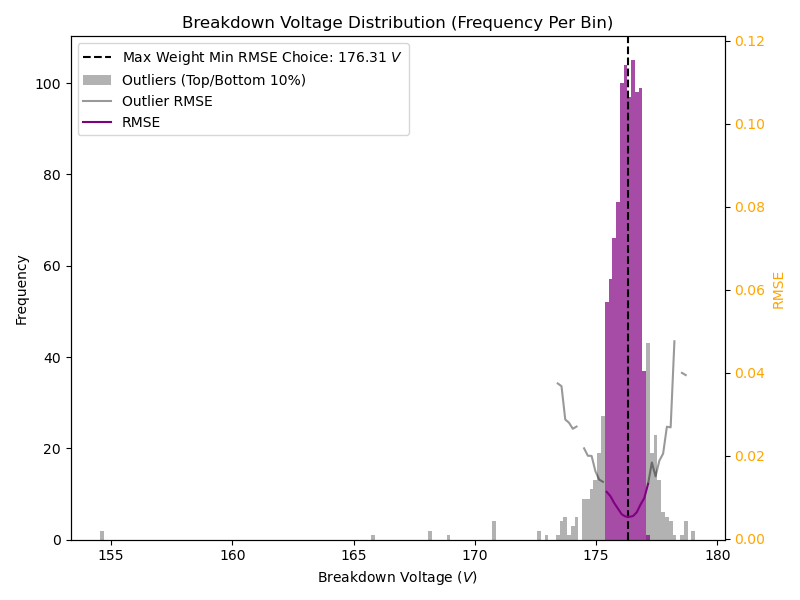 Breakdown Voltage Distribution (Frequency Per Bin)
Max Weight Min RMSE Choice: 176.31 V
Outliers (Top/Bottom 10%)
Outlier RMSE
RMSE
100
80
60
40
20
0
Frequency
0.12
0.10
0.08
0.06
0.04
0.02
0.00
RMSE
155 160 165 170 175 180
Breakdown Voltage (V)